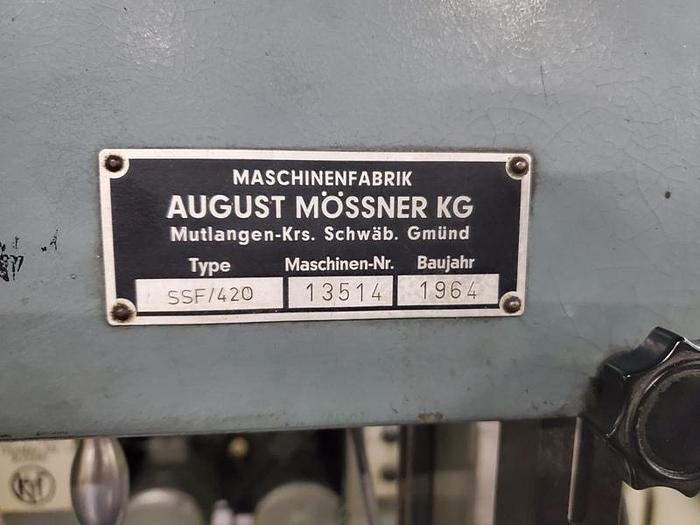 MASCHINENFABRIK
AUGUST MÖSSNER KG
Mutlangen-Krs. Schwäb. Gmünd
Type Maschinen-Nr. Baujahr
SSF/420 13514 1964